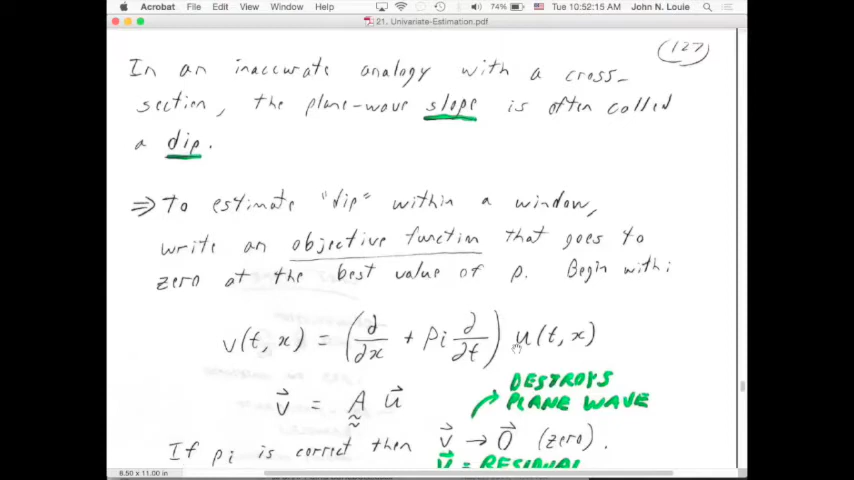 Acrobat File Edit View Window Help 74% Tue 10:52:15 AM John N. Louie
21. Univariate-Estimation.pdf
(127)
In an inaccurate analogy with a cross-
section, the plane-wave slope is often called
a dip.
⇒ To estimate "dip" within a window,
write an objective function that goes to
zero at the best value of p. Begin with:
v(t, x) = (∂/∂x + pi ∂/∂t) u(t, x)
v⃗ = A u⃗
DESTROYS
PLANE WAVE
If pi is correct then v⃗ → 0⃗ (zero).
v⃗ = RESIDUAL
8.50 x 11.00 in